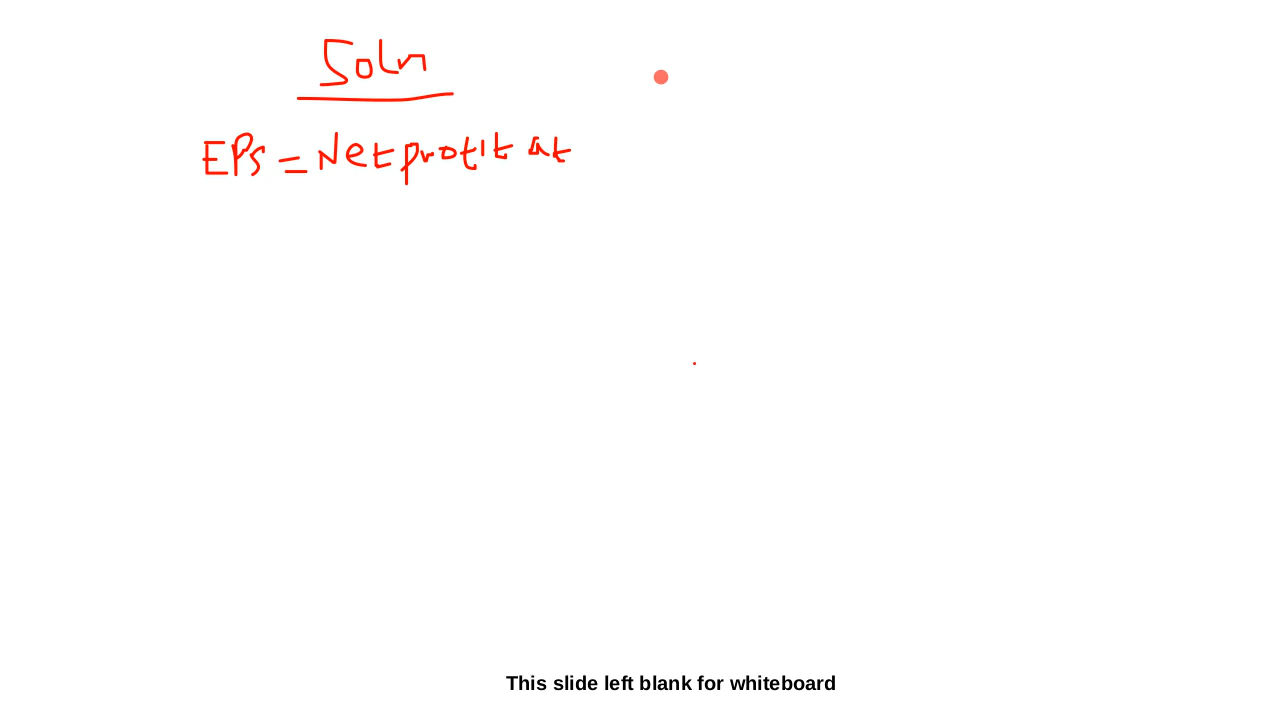 Soln
EPS = Net profit at
This slide left blank for whiteboard